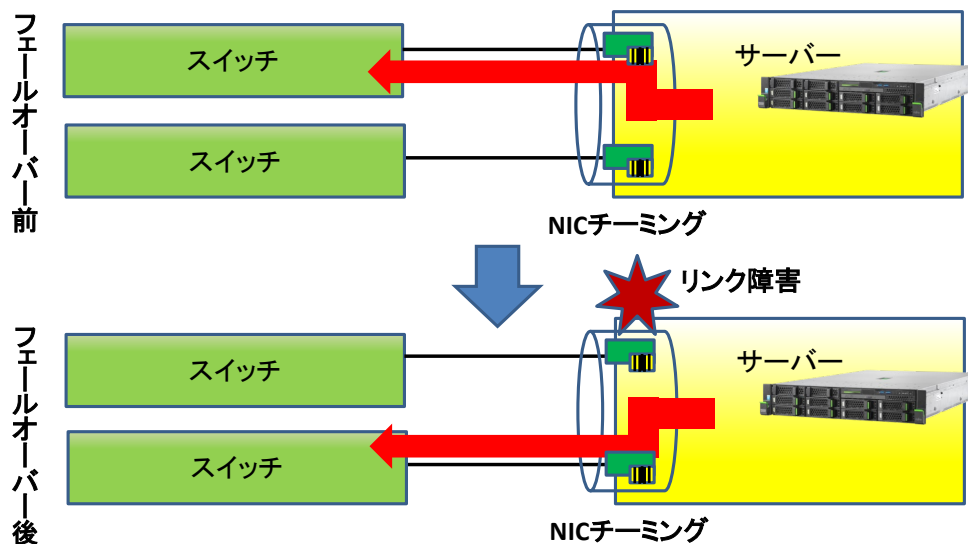 フェールオーバー前
スイッチ
サーバー
スイッチ
NICチーミング
リンク障害
フェールオーバー後
スイッチ
サーバー
スイッチ
NICチーミング